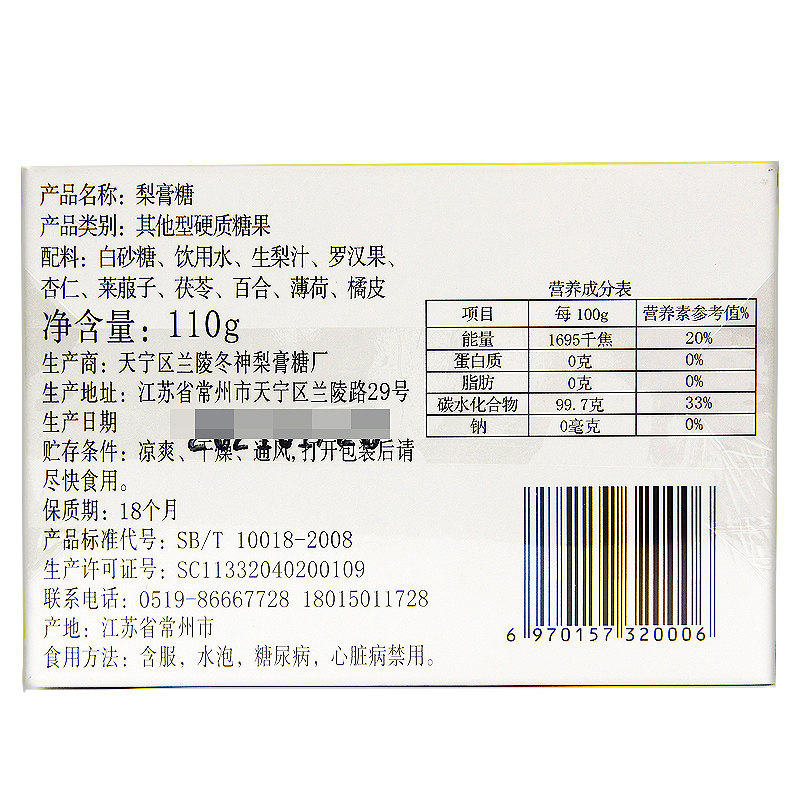 产品名称：梨膏糖
产品类别：其他型硬质糖果
配料：白砂糖、饮用水、生梨汁、罗汉果、
杏仁、莱菔子、茯苓、百合、薄荷、橘皮
净含量：110g
生产商：天宁区兰陵冬神梨膏糖厂
生产地址：江苏省常州市天宁区兰陵路29号
生产日期
贮存条件：凉爽、干燥、通风,打开包装后请
尽快食用。
保质期：18个月
产品标准代号：SB/T 10018-2008
生产许可证号：SC11332040200109
联系电话：0519-86667728 18015011728
产地：江苏省常州市
食用方法：含服，水泡，糖尿病，心脏病禁用。
营养成分表
项目 每100g 营养素参考值%
能量 1695千焦 20%
蛋白质 0克 0%
脂肪 0克 0%
碳水化合物 99.7克 33%
钠 0毫克 0%
6 970157 320006